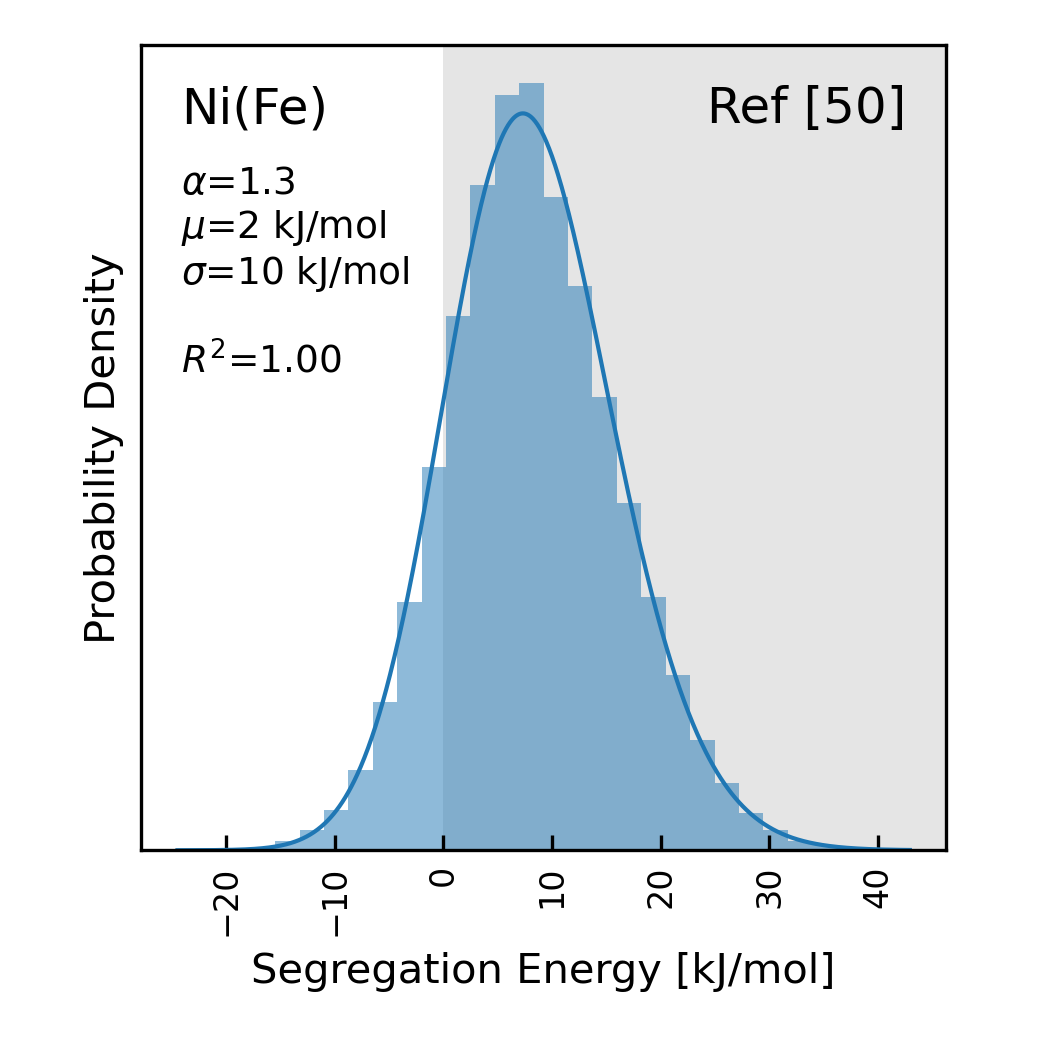 Ni(Fe)
Ref [50]
α=1.3
μ=2 kJ/mol
σ=10 kJ/mol
R²=1.00
Probability Density
−20 −10 0 10 20 30 40
Segregation Energy [kJ/mol]